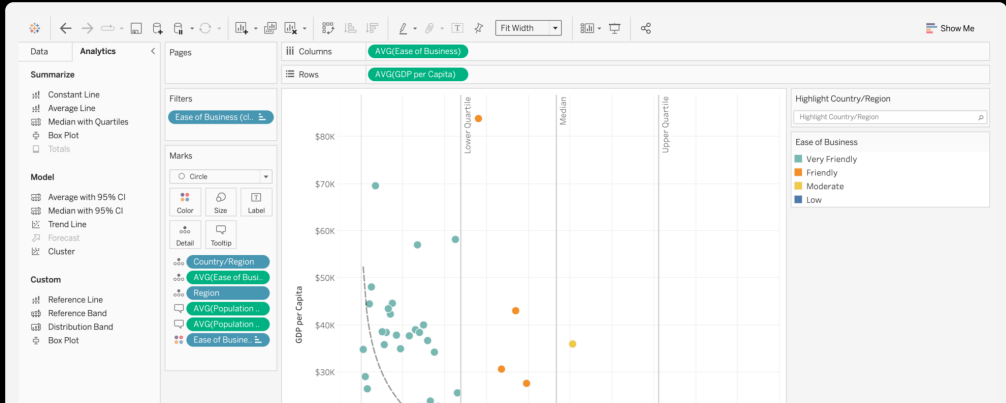 Fit Width
Show Me
Data
Analytics
Pages
Columns
AVG(Ease of Business)
Rows
AVG(GDP per Capita)
Summarize
Constant Line
Average Line
Median with Quartiles
Box Plot
Totals
Model
Average with 95% CI
Median with 95% CI
Trend Line
Forecast
Cluster
Custom
Reference Line
Reference Band
Distribution Band
Box Plot
Filters
Ease of Business (cl..
Marks
Circle
Color
Size
Label
Detail
Tooltip
Country/Region
AVG(Ease of Busi..
Region
AVG(Population ..
AVG(Population ..
Ease of Busine..
GDP per Capita
$80K
$70K
$60K
$50K
$40K
$30K
Lower Quartile
Median
Upper Quartile
Highlight Country/Region
Highlight Country/Region
Ease of Business
Very Friendly
Friendly
Moderate
Low